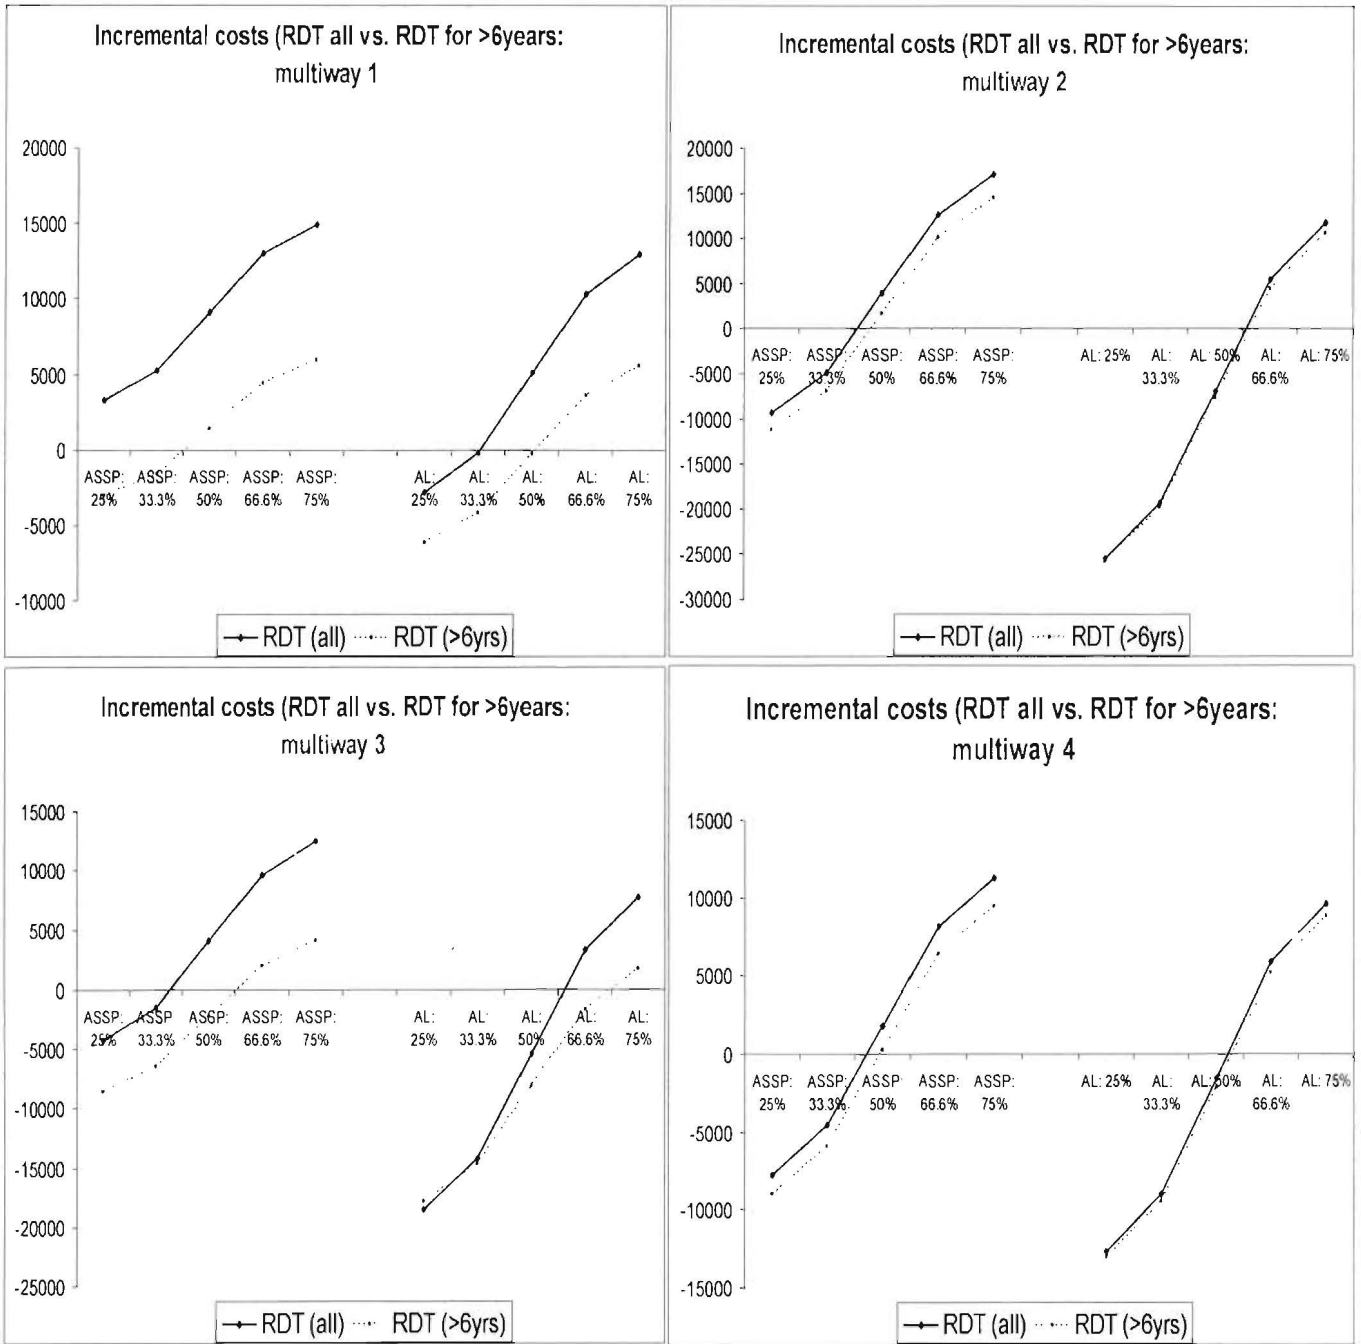 Incremental costs (RDT all vs. RDT for >6years:
multiway 1
20000
15000
10000
5000
0
-5000
-10000
ASSP: ASSP: ASSP: ASSP: ASSP: AL: AL: AL: AL: AL:
25% 33.3% 50% 66.6% 75% 25% 33.3% 50% 66.6% 75%
RDT (all) RDT (>6yrs)
Incremental costs (RDT all vs. RDT for >6years:
multiway 2
20000
15000
10000
5000
0
-5000
-10000
-15000
-20000
-25000
-30000
ASSP: ASSP: ASSP: ASSP: ASSP: AL: 25% AL: AL: 50% AL: AL: 75%
25% 33.3% 50% 66.6% 75% 33.3% 66.6%
RDT (all) RDT (>6yrs)
Incremental costs (RDT all vs. RDT for >6years:
multiway 3
15000
10000
5000
0
-5000
-10000
-15000
-20000
-25000
ASSP: ASSP ASSP: ASSP: ASSP: AL: AL: AL: AL: AL:
25% 33.3% 50% 66.6% 75% 25% 33.3% 50% 66.6% 75%
RDT (all) RDT (>6yrs)
Incremental costs (RDT all vs. RDT for >6years:
multiway 4
15000
10000
5000
0
-5000
-10000
-15000
ASSP: ASSP: ASSP: ASSP: ASSP: AL: 25% AL: AL: 50% AL: AL: 75%
25% 33.3% 50% 66.6% 75% 33.3% 66.6%
RDT (all) RDT (>6yrs)